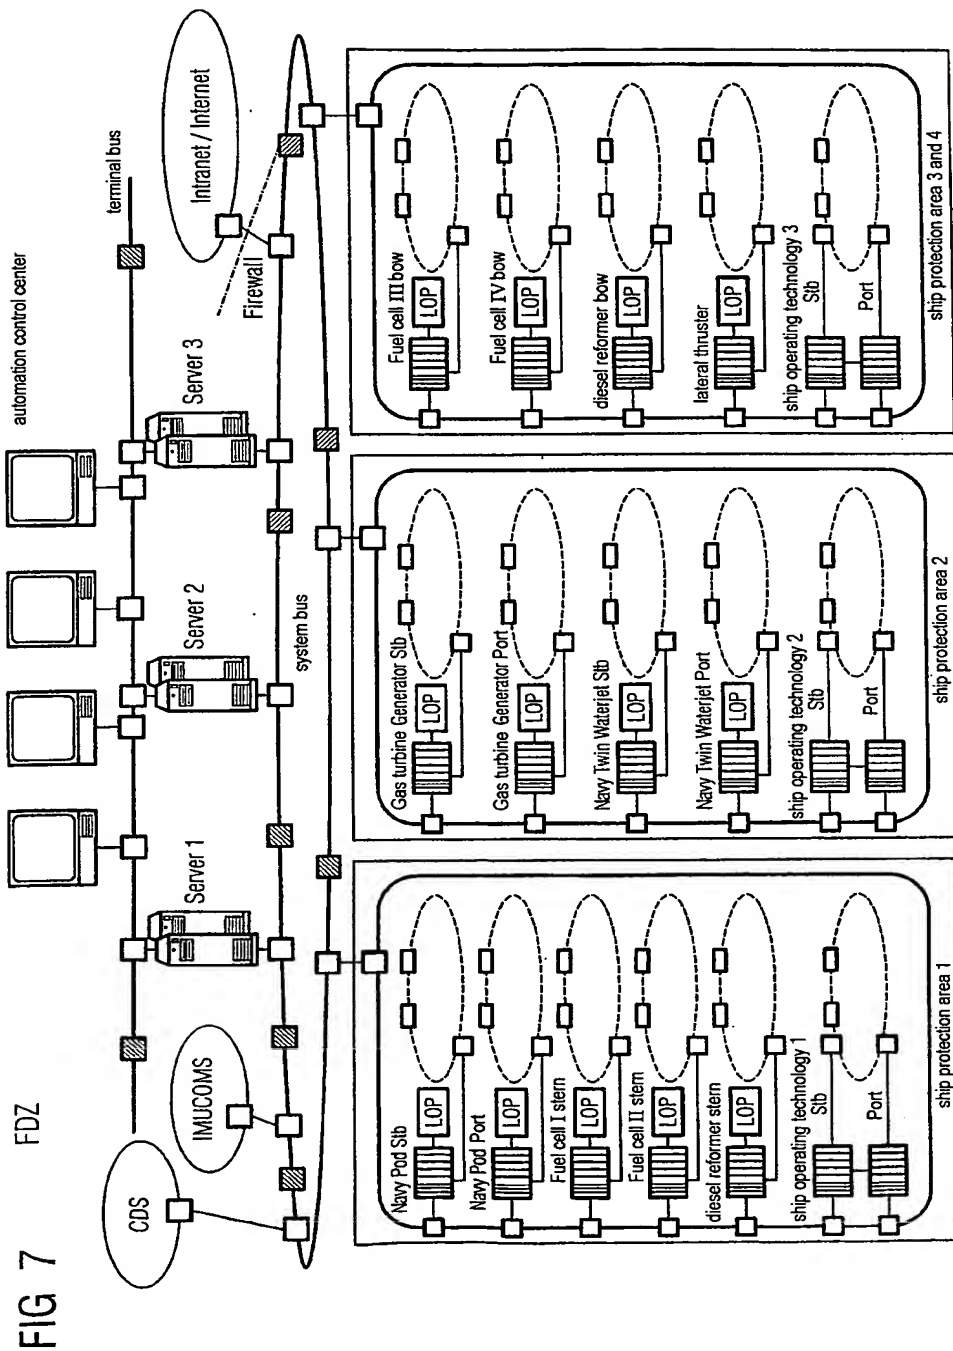 FIG 7
FDZ
automation control center
terminal bus
CDS
IMUCOMS
Server 1
Server 2
Server 3
Intranet / Internet
Firewall
system bus
Navy Pod Stb
LOP
Navy Pod Port
LOP
Fuel cell I stern
LOP
Fuel cell II stern
LOP
diesel reformer stern
LOP
ship operating technology 1
Stb
Port
ship protection area 1
Gas turbine Generator Stb
LOP
Gas turbine Generator Port
LOP
Navy Twin Waterjet Stb
LOP
Navy Twin Waterjet Port
LOP
ship operating technology 2
Stb
Port
ship protection area 2
Fuel cell III bow
LOP
Fuel cell IV bow
LOP
diesel reformer bow
LOP
lateral thruster
LOP
ship operating technology 3
Stb
Port
ship protection area 3 and 4